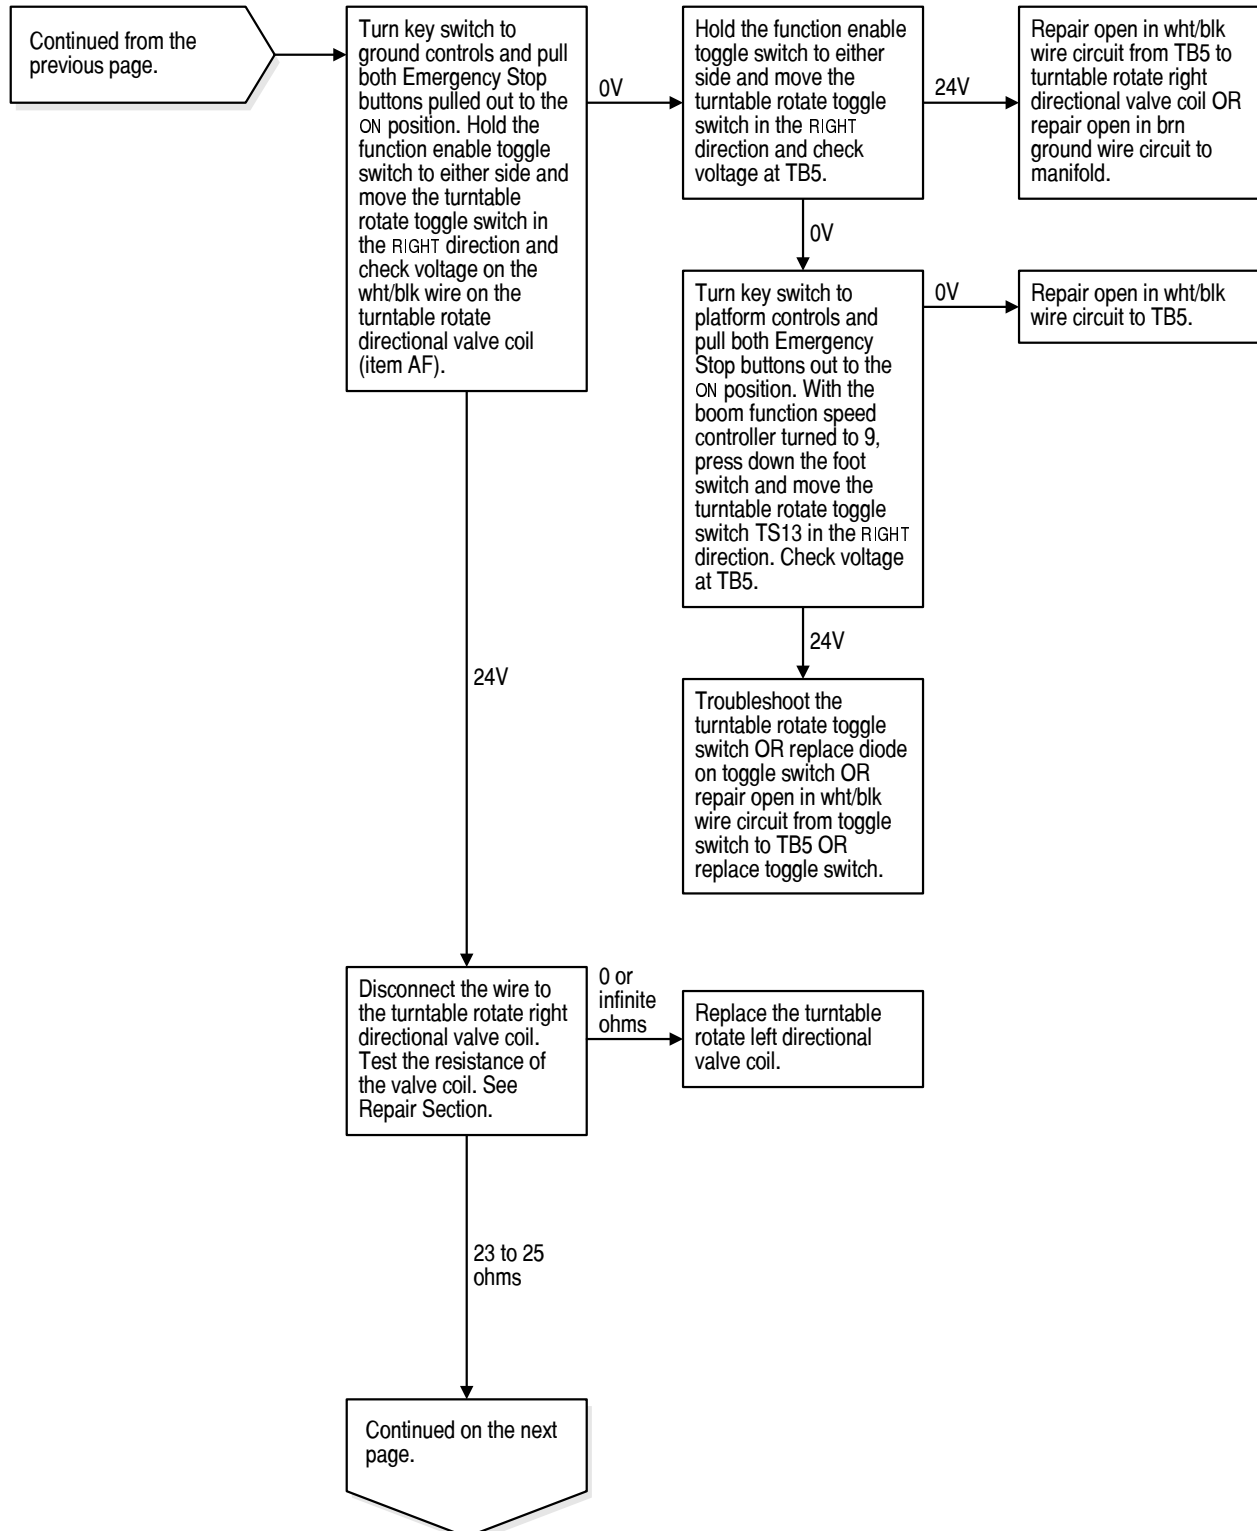 Continued from the
previous page.
Turn key switch to
ground controls and pull
both Emergency Stop
buttons pulled out to the
ON position. Hold the
function enable toggle
switch to either side and
move the turntable
rotate toggle switch in
the RIGHT direction and
check voltage on the
wht/blk wire on the
turntable rotate
directional valve coil
(item AF).
0V
Hold the function enable
toggle switch to either
side and move the
turntable rotate toggle
switch in the RIGHT
direction and check
voltage at TB5.
24V
Repair open in wht/blk
wire circuit from TB5 to
turntable rotate right
directional valve coil OR
repair open in brn
ground wire circuit to
manifold.
0V
Turn key switch to
platform controls and
pull both Emergency
Stop buttons out to the
ON position. With the
boom function speed
controller turned to 9,
press down the foot
switch and move the
turntable rotate toggle
switch TS13 in the RIGHT
direction. Check voltage
at TB5.
0V
Repair open in wht/blk
wire circuit to TB5.
24V
24V
Troubleshoot the
turntable rotate toggle
switch OR replace diode
on toggle switch OR
repair open in wht/blk
wire circuit from toggle
switch to TB5 OR
replace toggle switch.
Disconnect the wire to
the turntable rotate right
directional valve coil.
Test the resistance of
the valve coil. See
Repair Section.
0 or
infinite
ohms
Replace the turntable
rotate left directional
valve coil.
23 to 25
ohms
Continued on the next
page.